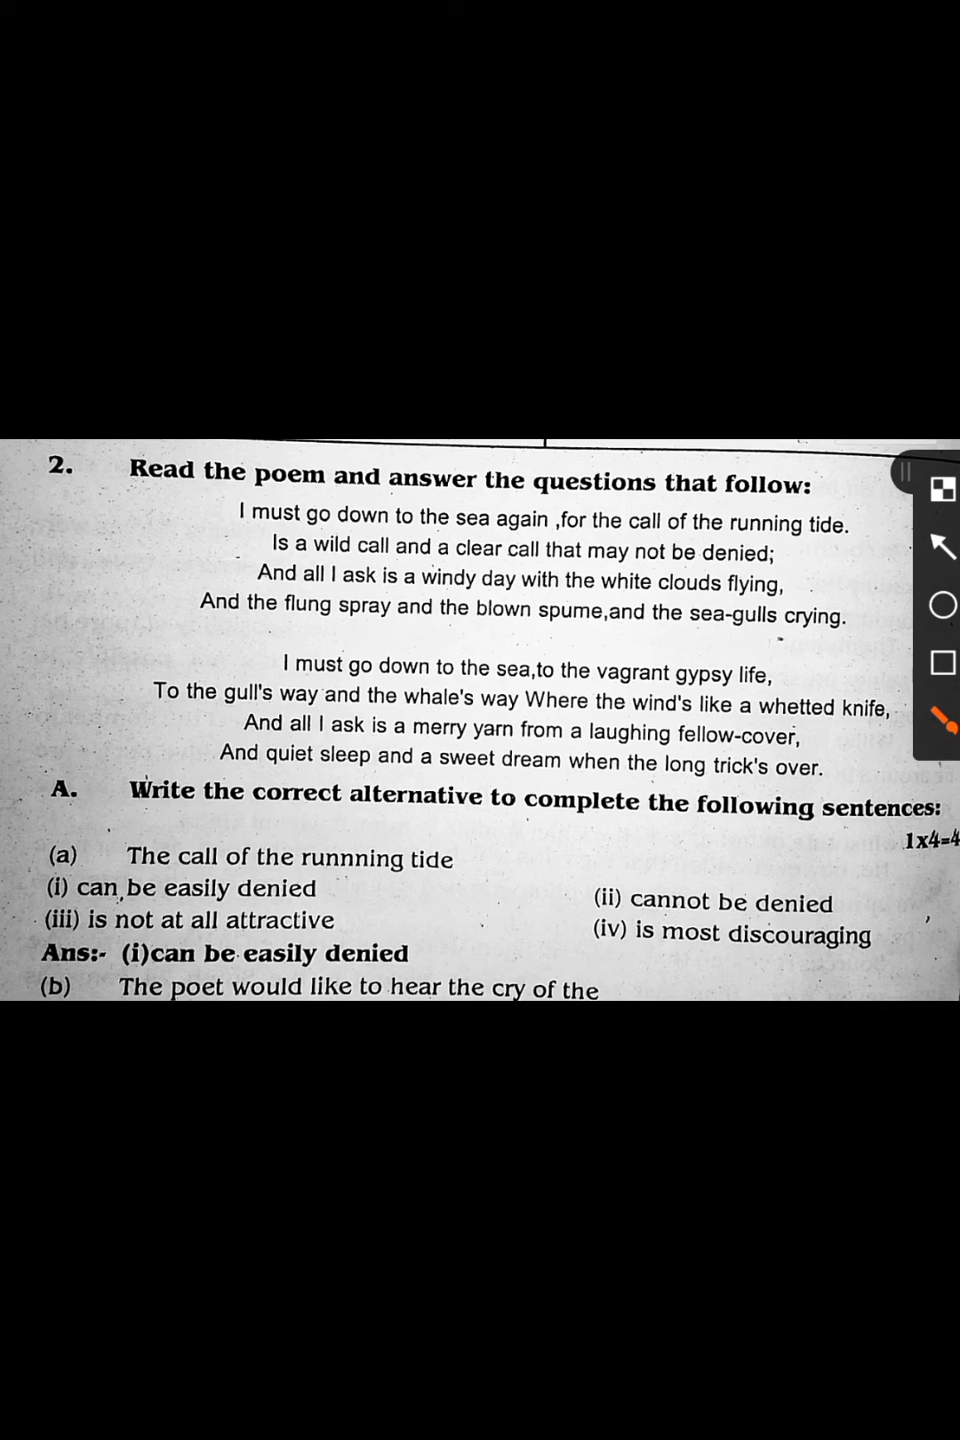 2. Read the poem and answer the questions that follow:
I must go down to the sea again ,for the call of the running tide.
Is a wild call and a clear call that may not be denied;
And all I ask is a windy day with the white clouds flying,
And the flung spray and the blown spume,and the sea-gulls crying.
I must go down to the sea,to the vagrant gypsy life,
To the gull's way and the whale's way Where the wind's like a whetted knife,
And all I ask is a merry yarn from a laughing fellow-cover,
And quiet sleep and a sweet dream when the long trick's over.
A. Write the correct alternative to complete the following sentences:
1x4=4
(a) The call of the runnning tide
(i) can be easily denied (ii) cannot be denied
(iii) is not at all attractive (iv) is most discouraging
Ans:- (i)can be easily denied
(b) The poet would like to hear the cry of the